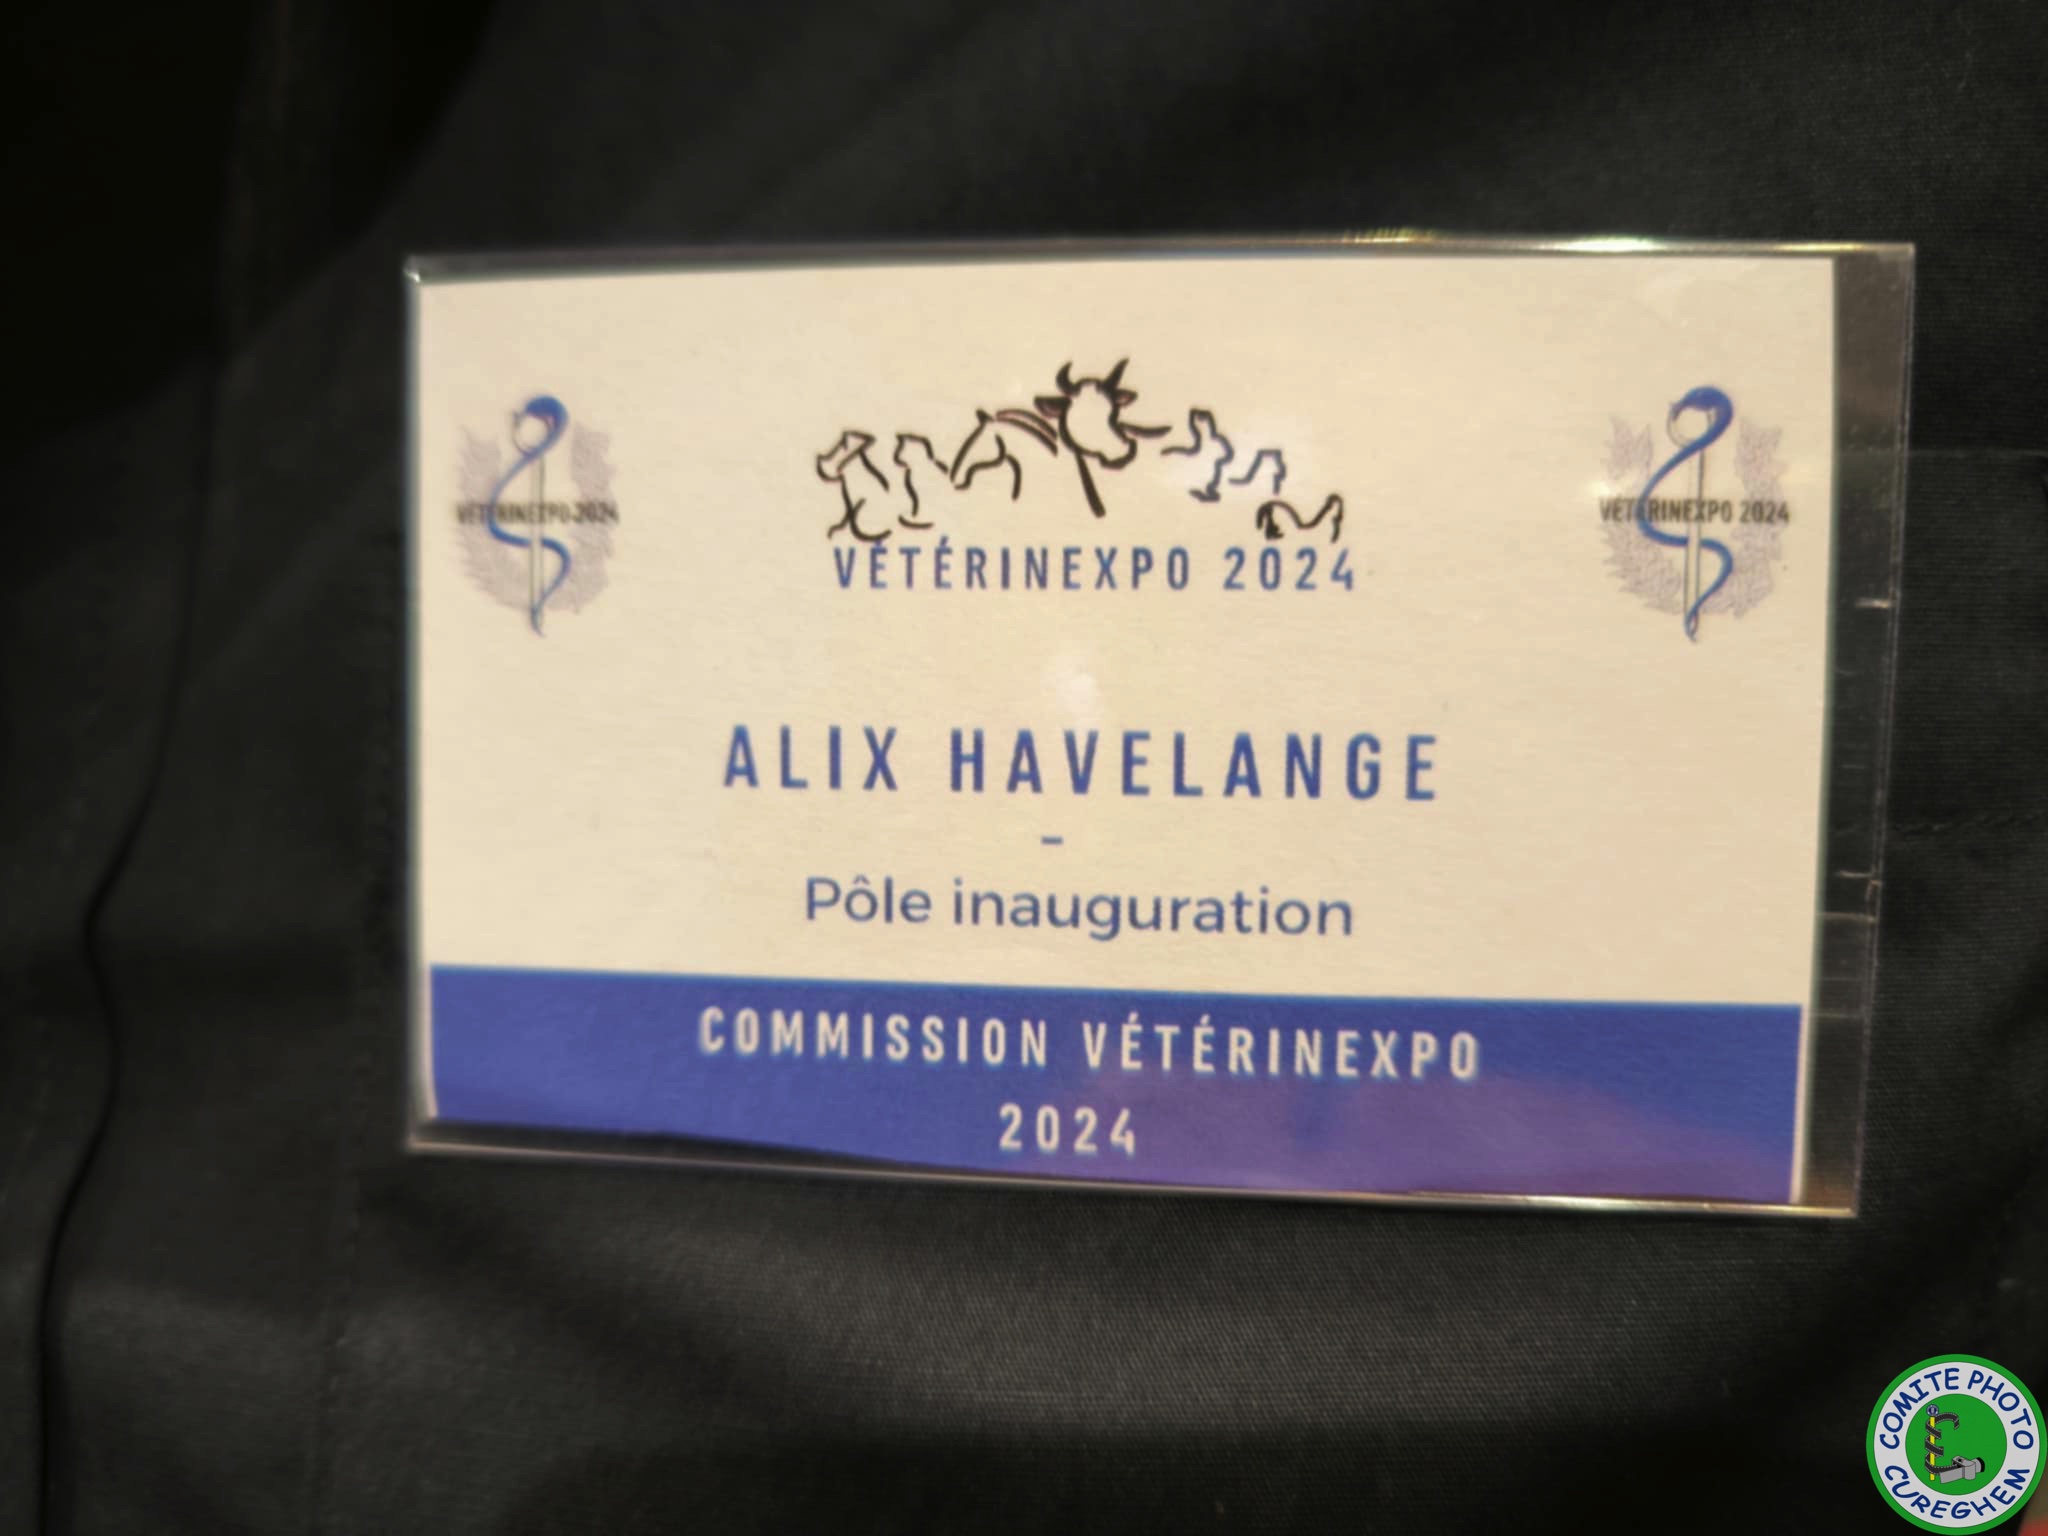 VÉTÉRINEXPO 2024
VÉTÉRINEXPO 2024
VÉTÉRINEXPO 2024
ALIX HAVELANGE
-
Pôle inauguration
COMMISSION VÉTÉRINEXPO
2024
COMITE PHOTO
CUREGHEM